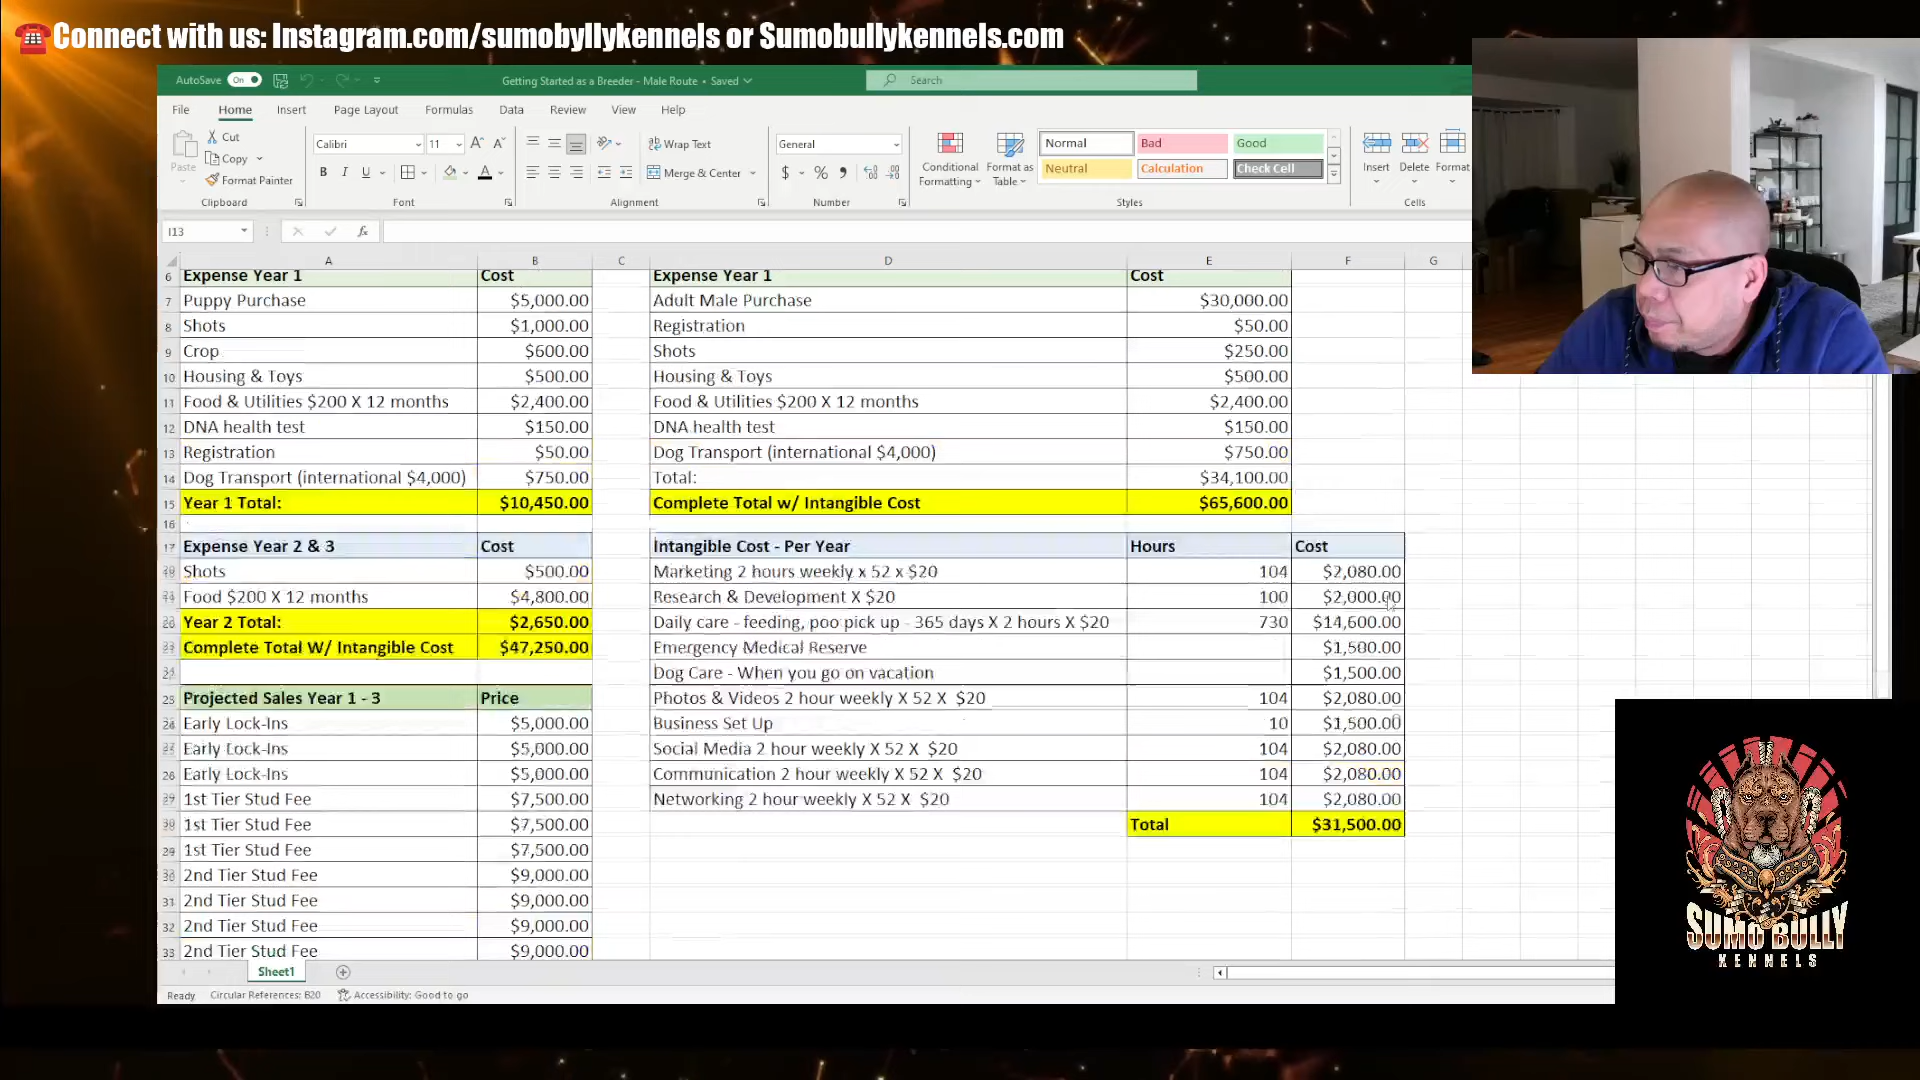 ☎Connect with us: Instagram.com/sumobyllykennels or Sumobullykennels.com
AutoSave On
Getting Started as a Breeder - Male Route • Saved
Search
File Home Insert Page Layout Formulas Data Review View Help
Paste
Cut
Copy
Format Painter
Clipboard
Calibri 11
B I U
Font
Wrap Text
Merge & Center
Alignment
General
$ % ,
Number
Conditional Formatting
Format as Table
Normal Bad Good
Neutral Calculation Check Cell
Styles
Insert Delete Format
Cells
I13
fx
A B C D E F G
6 Expense Year 1 Cost Expense Year 1 Cost
7 Puppy Purchase $5,000.00 Adult Male Purchase $30,000.00
8 Shots $1,000.00 Registration $50.00
9 Crop $600.00 Shots $250.00
10 Housing & Toys $500.00 Housing & Toys $500.00
11 Food & Utilities $200 X 12 months $2,400.00 Food & Utilities $200 X 12 months $2,400.00
12 DNA health test $150.00 DNA health test $150.00
13 Registration $50.00 Dog Transport (international $4,000) $750.00
14 Dog Transport (international $4,000) $750.00 Total: $34,100.00
15 Year 1 Total: $10,450.00 Complete Total w/ Intangible Cost $65,600.00
16
17 Expense Year 2 & 3 Cost Intangible Cost - Per Year Hours Cost
Shots $500.00 Marketing 2 hours weekly x 52 x $20 104 $2,080.00
Food $200 X 12 months $4,800.00 Research & Development X $20 100 $2,000.00
Year 2 Total: $2,650.00 Daily care - feeding, poo pick up - 365 days X 2 hours X $20 730 $14,600.00
Complete Total W/ Intangible Cost $47,250.00 Emergency Medical Reserve $1,500.00
Dog Care - When you go on vacation $1,500.00
Projected Sales Year 1 - 3 Price Photos & Videos 2 hour weekly X 52 X $20 104 $2,080.00
Early Lock-Ins $5,000.00 Business Set Up 10 $1,500.00
Early Lock-Ins $5,000.00 Social Media 2 hour weekly X 52 X $20 104 $2,080.00
Early Lock-Ins $5,000.00 Communication 2 hour weekly X 52 X $20 104 $2,080.00
1st Tier Stud Fee $7,500.00 Networking 2 hour weekly X 52 X $20 104 $2,080.00
1st Tier Stud Fee $7,500.00 Total $31,500.00
1st Tier Stud Fee $7,500.00
2nd Tier Stud Fee $9,000.00
31 2nd Tier Stud Fee $9,000.00
32 2nd Tier Stud Fee $9,000.00
33 2nd Tier Stud Fee $9,000.00
Sheet1
Ready Circular References: B20 Accessibility: Good to go
SUMO BULLY
KENNELS